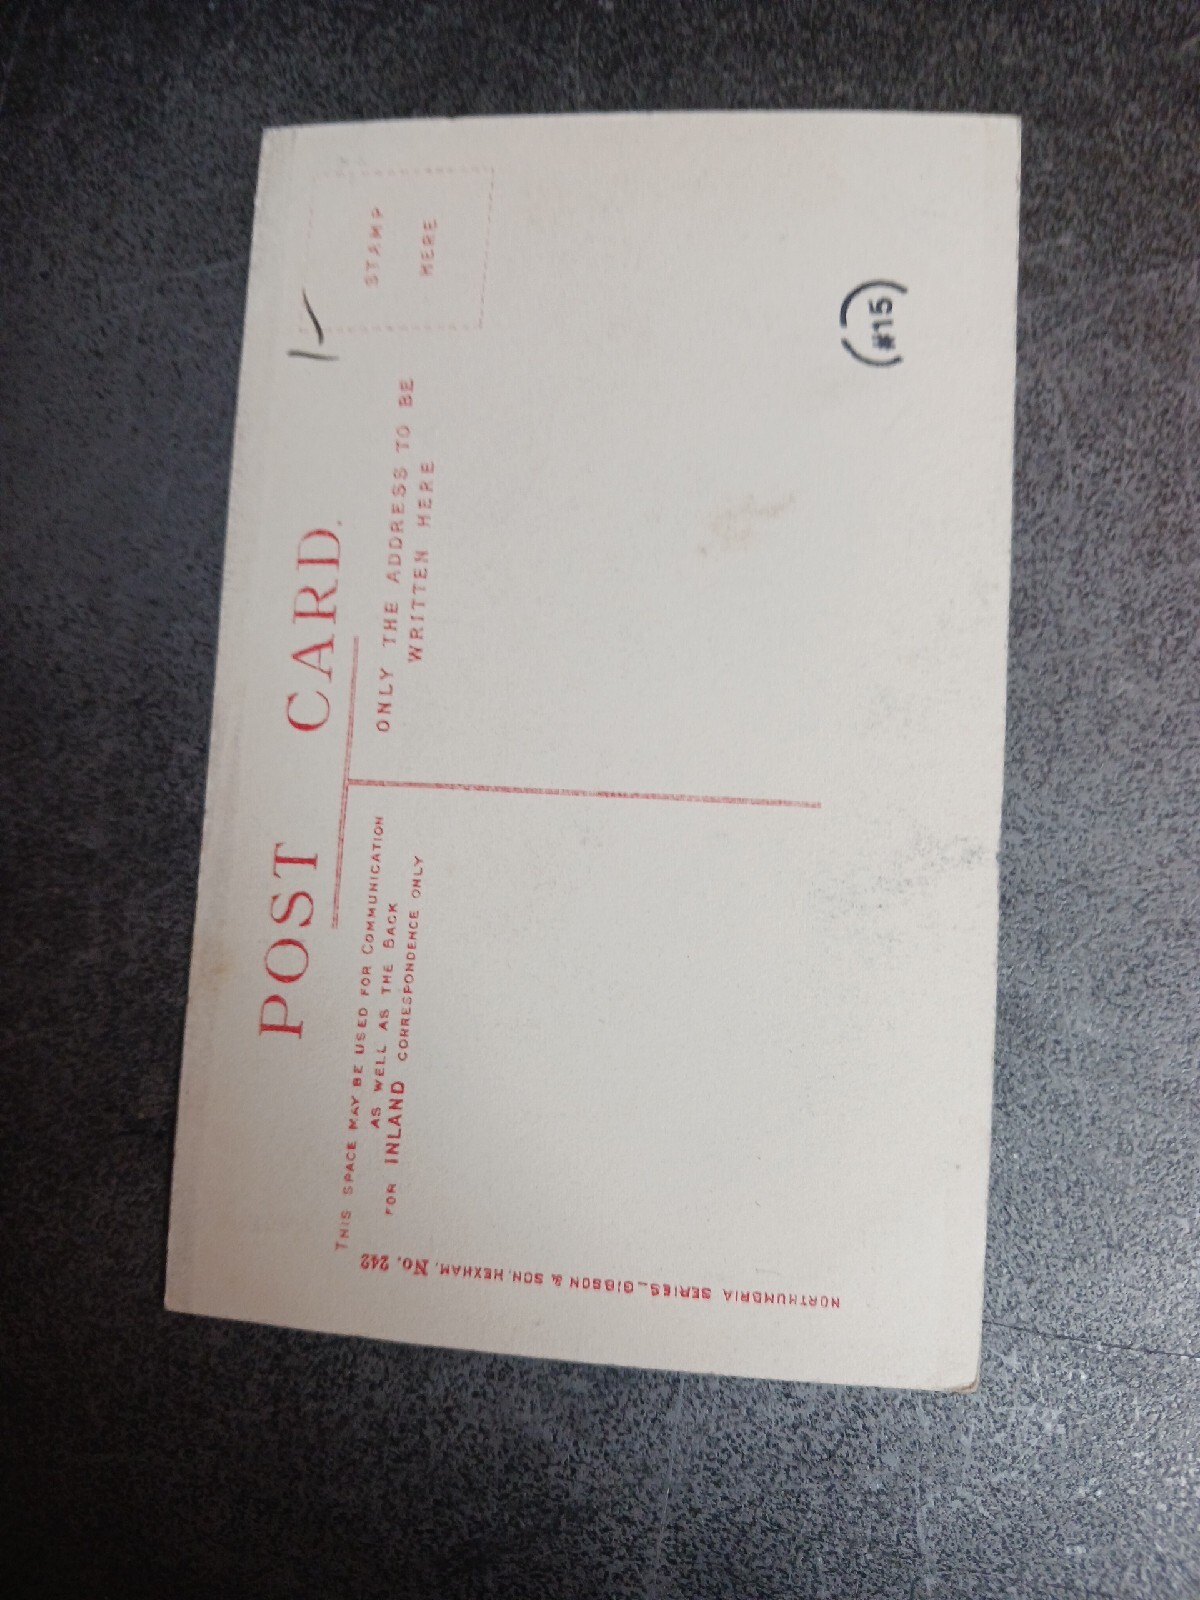 POST CARD.
THIS SPACE MAY BE USED FOR COMMUNICATION
AS WELL AS THE BACK
FOR INLAND CORRESPONDENCE ONLY
ONLY THE ADDRESS TO BE
WRITTEN HERE
STAMP
HERE
1-
(#15)
NORTHUMBRIA SERIES—GIBSON & SON, HEXHAM. No. 242